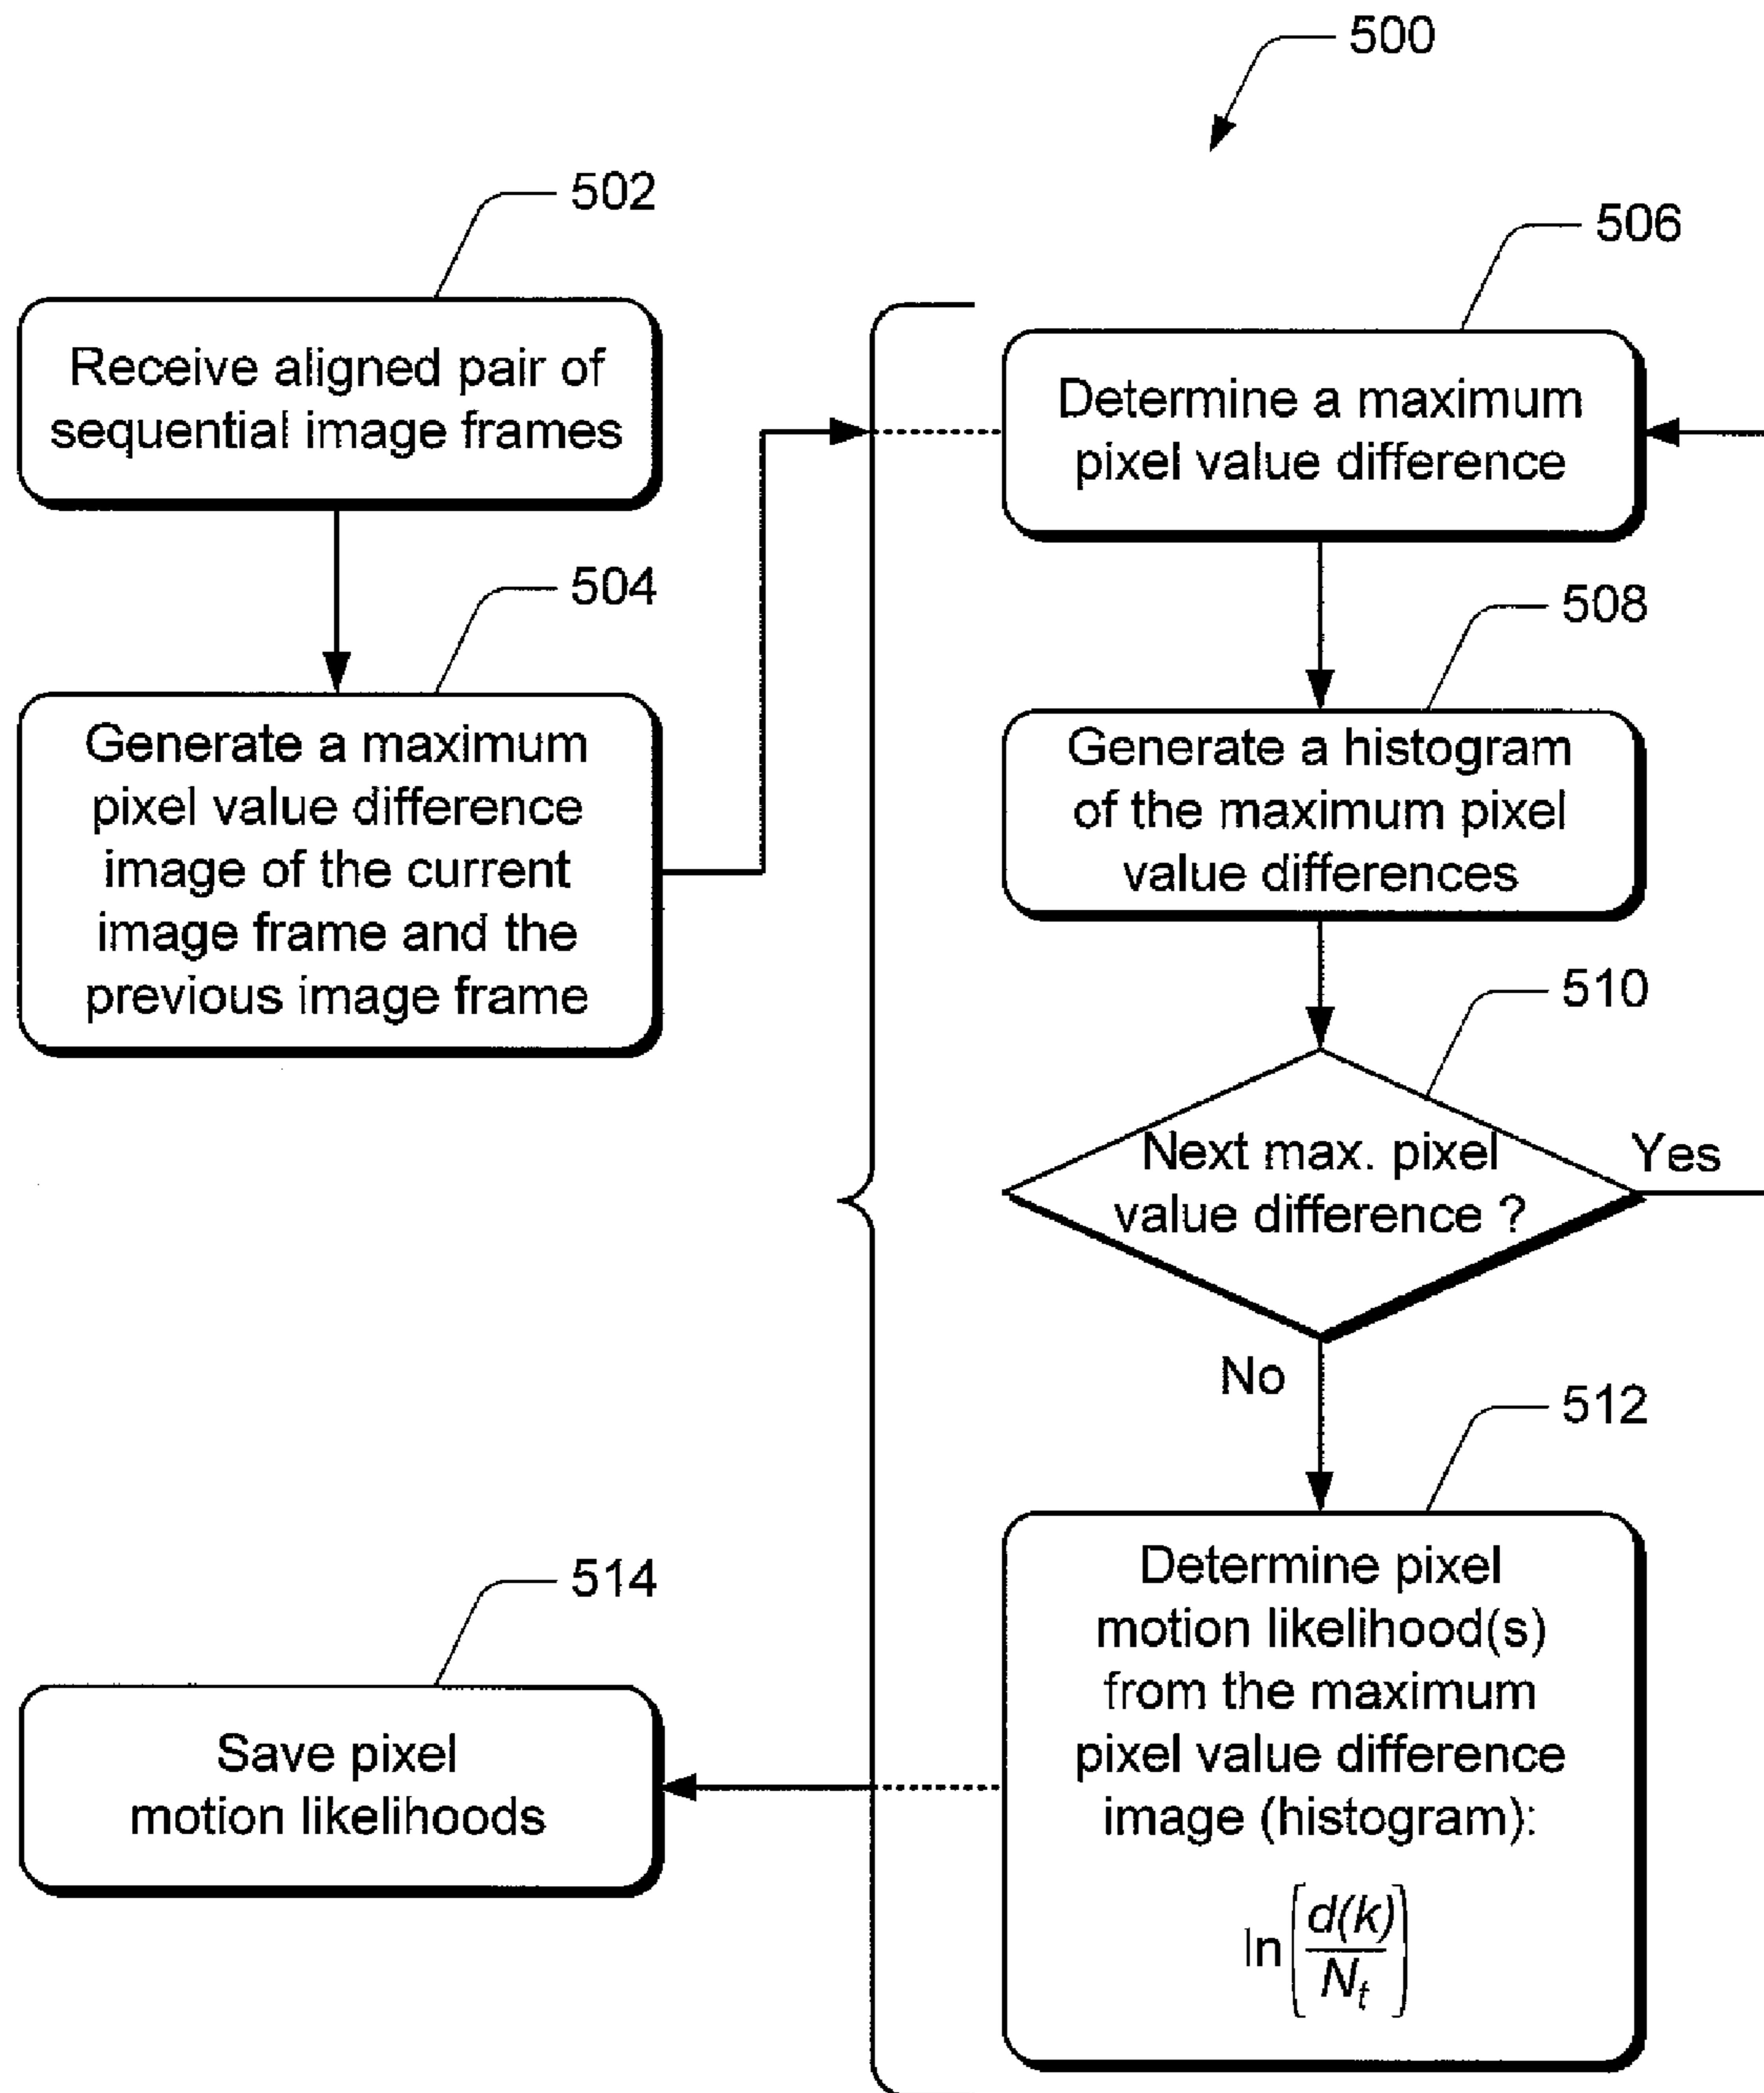 500
502
Receive aligned pair of
sequential image frames
504
Generate a maximum
pixel value difference
image of the current
image frame and the
previous image frame
506
Determine a maximum
pixel value difference
508
Generate a histogram
of the maximum pixel
value differences
510
Next max. pixel
value difference ?
Yes
No
512
Determine pixel
motion likelihood(s)
from the maximum
pixel value difference
image (histogram):
ln(d(k)/N_t)
514
Save pixel
motion likelihoods